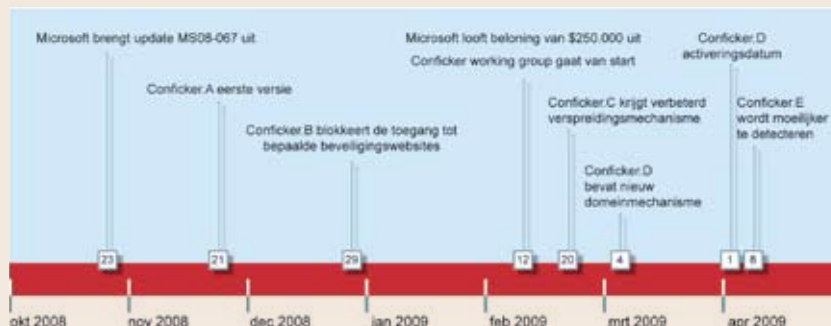 Microsoft brengt update MS08-067 uit
Conficker.A eerste versie
Conficker.B blokkeert de toegang tot
bepaalde beveiligingswebsites
Microsoft looft beloning van $250.000 uit
Conficker working group gaat van start
Conficker.C krijgt verbeterd
verspreidingsmechanisme
Conficker.D
bevat nieuw
domeinmechanisme
Conficker.D
activeringsdatum
Conficker.E
wordt moeilijker
te detecteren
23 21 29 12 20 4 1 8
okt 2008 nov 2008 dec 2008 jan 2009 feb 2009 mrt 2009 apr 2009